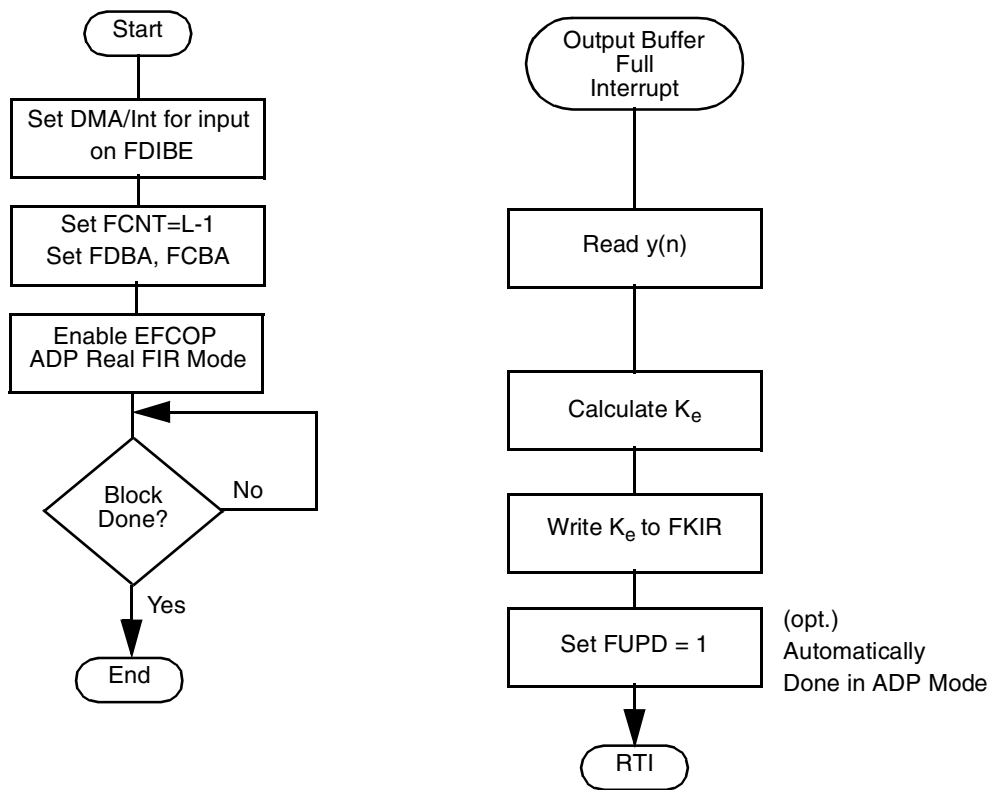 Start
Set DMA/Int for input
on FDIBE
Set FCNT=L-1
Set FDBA, FCBA
Enable EFCOP
ADP Real FIR Mode
Block
Done?
No
Yes
End
Output Buffer
Full
Interrupt
Read y(n)
Calculate Ke
Write Ke to FKIR
Set FUPD = 1
(opt.)
Automatically
Done in ADP Mode
RTI